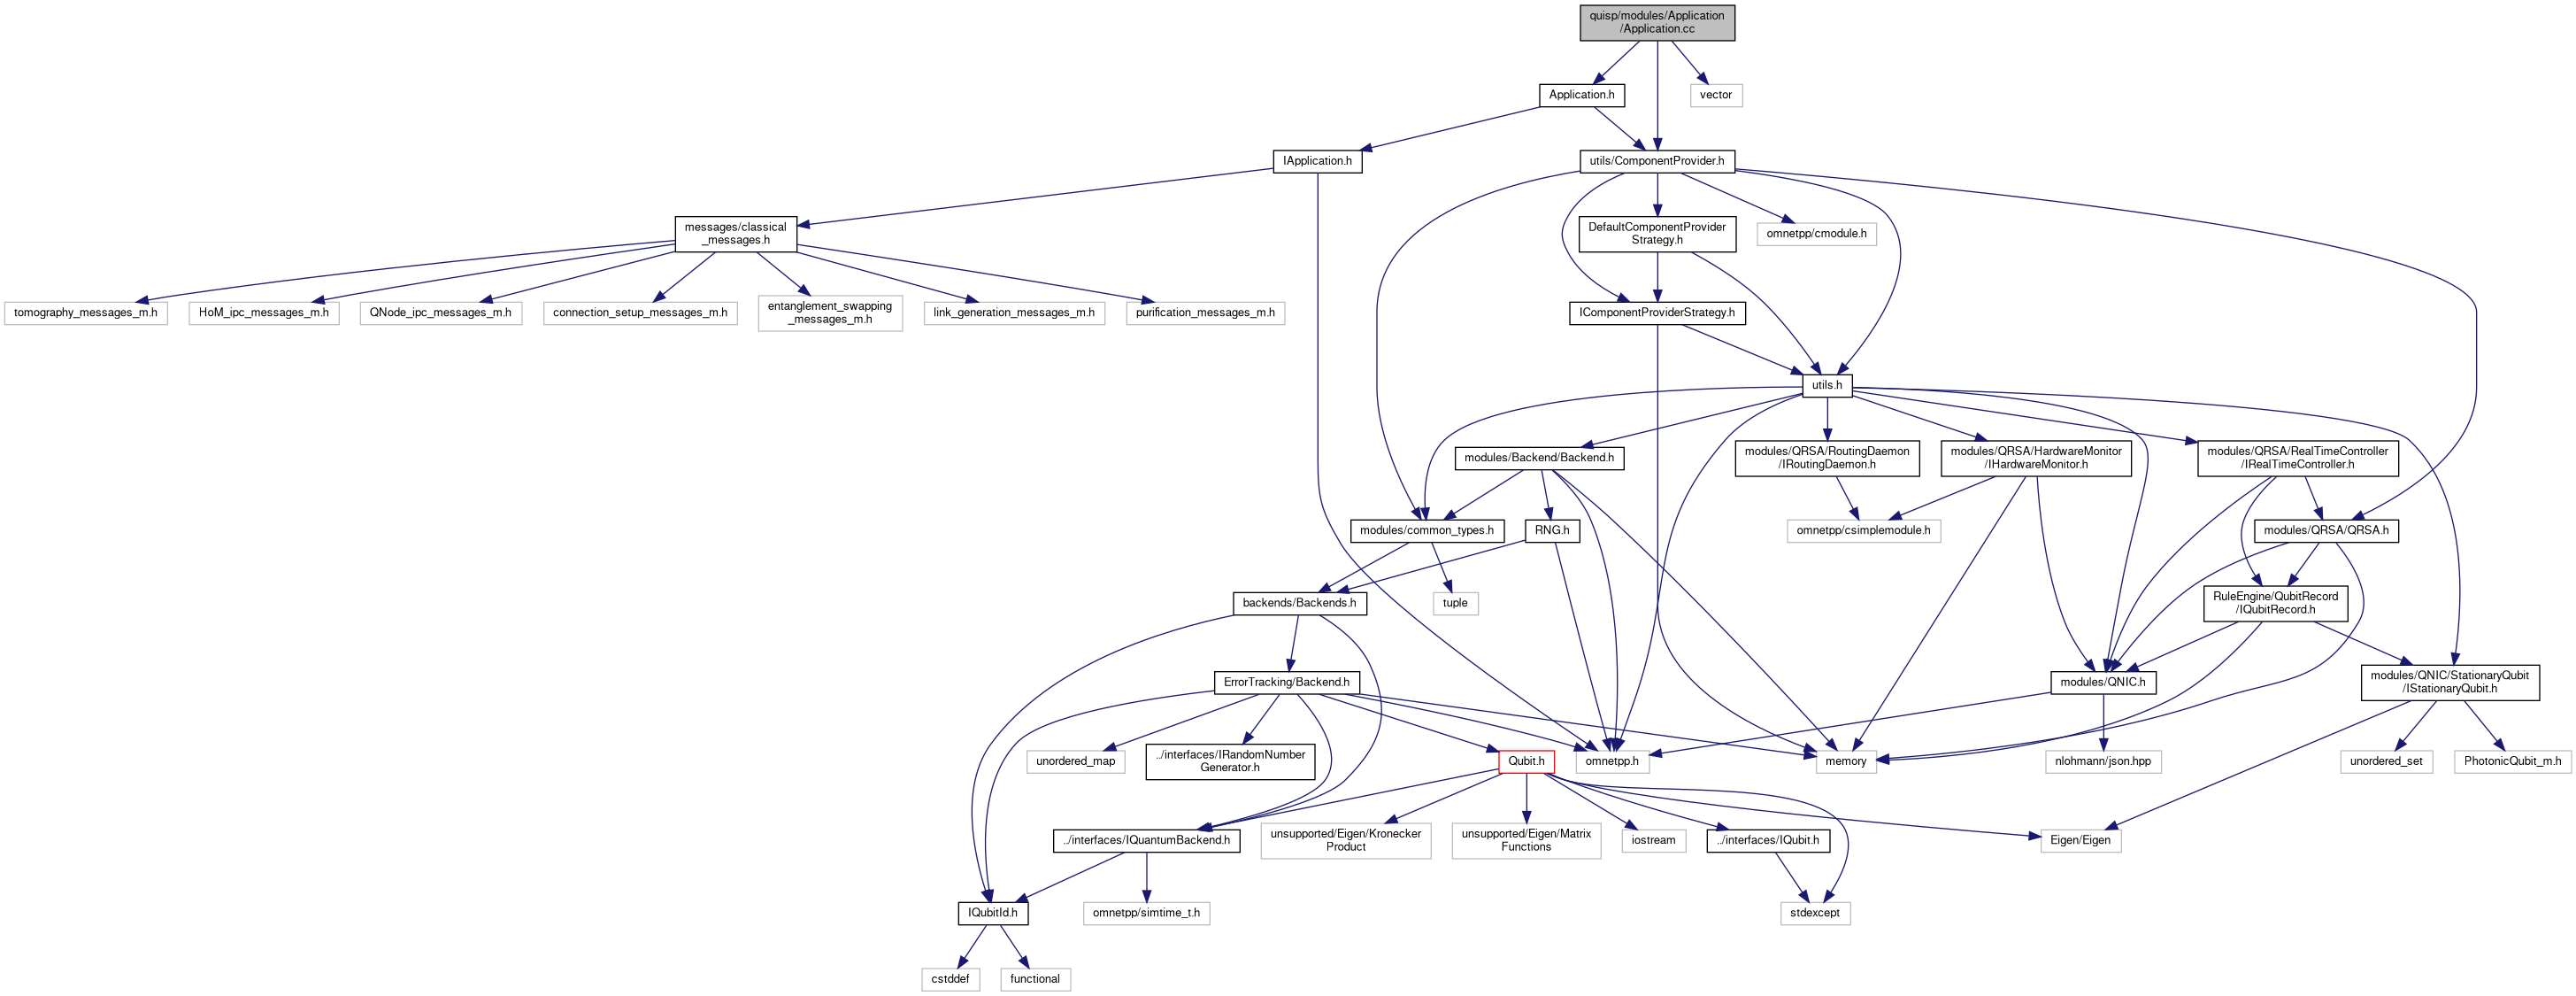 quisp/modules/Application
/Application.cc
Application.h
vector
IApplication.h
utils/ComponentProvider.h
messages/classical
_messages.h
DefaultComponentProvider
Strategy.h
omnetpp/cmodule.h
tomography_messages_m.h
HoM_ipc_messages_m.h
QNode_ipc_messages_m.h
connection_setup_messages_m.h
entanglement_swapping
_messages_m.h
link_generation_messages_m.h
purification_messages_m.h
IComponentProviderStrategy.h
utils.h
modules/Backend/Backend.h
modules/QRSA/RoutingDaemon
/IRoutingDaemon.h
modules/QRSA/HardwareMonitor
/IHardwareMonitor.h
modules/QRSA/RealTimeController
/IRealTimeController.h
modules/common_types.h
RNG.h
omnetpp/csimplemodule.h
modules/QRSA/QRSA.h
backends/Backends.h
tuple
RuleEngine/QubitRecord
/IQubitRecord.h
ErrorTracking/Backend.h
modules/QNIC.h
modules/QNIC/StationaryQubit
/IStationaryQubit.h
unordered_map
../interfaces/IRandomNumber
Generator.h
Qubit.h
omnetpp.h
memory
nlohmann/json.hpp
unordered_set
PhotonicQubit_m.h
../interfaces/IQuantumBackend.h
unsupported/Eigen/Kronecker
Product
unsupported/Eigen/Matrix
Functions
iostream
../interfaces/IQubit.h
Eigen/Eigen
IQubitId.h
omnetpp/simtime_t.h
stdexcept
cstddef
functional